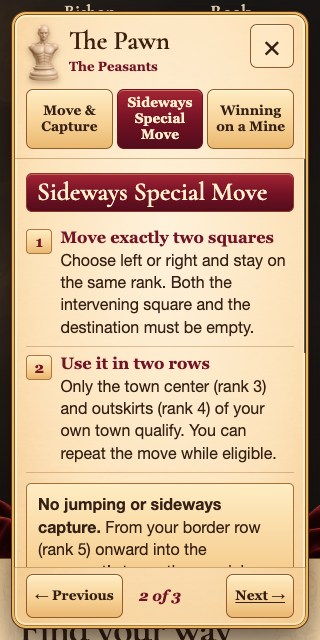 The Pawn
The Peasants
×
Move &
Capture
Sideways
Special
Move
Winning
on a Mine
Sideways Special Move
1 Move exactly two squares
Choose left or right and stay on
the same rank. Both the
intervening square and the
destination must be empty.
2 Use it in two rows
Only the town center (rank 3)
and outskirts (rank 4) of your
own town qualify. You can
repeat the move while eligible.
No jumping or sideways
capture. From your border row
(rank 5) onward into the
← Previous
2 of 3
Next →
Find your way